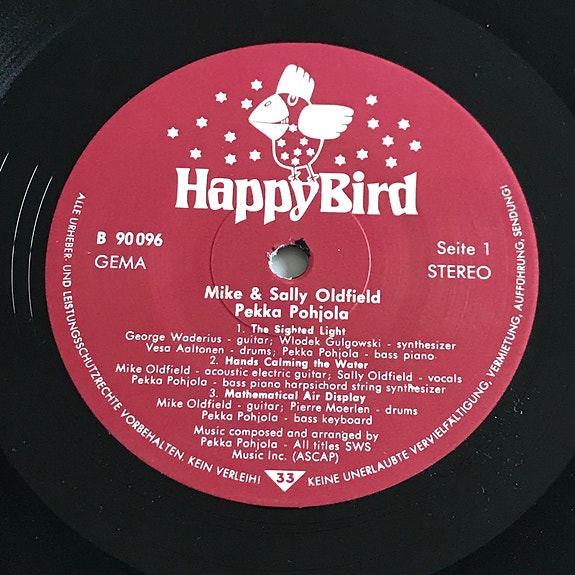 HappyBird
B 90096
GEMA
Seite 1
STEREO
Mike & Sally Oldfield
Pekka Pohjola
1. The Sighted Light
George Waderius - guitar; Wlodek Gulgowski - synthesizer
Vesa Aaltonen - drums; Pekka Pohjola - bass piano
2. Hands Calming the Water
Mike Oldfield - acoustic electric guitar; Sally Oldfield - vocals
Pekka Pohjola - bass piano harpsichord string synthesizer
3. Mathematical Air Display
Mike Oldfield - guitar; Pierre Moerlen - drums
Pekka Pohjola - bass keyboard
Music composed and arranged by
Pekka Pohjola - All titles SWS
Music Inc. (ASCAP)
33
ALLE URHEBER- UND LEISTUNGSSCHUTZRECHTE VORBEHALTEN. KEIN VERLEIH! KEINE UNERLAUBTE VERVIELFÄLTIGUNG, VERMIETUNG, AUFFÜHRUNG, SENDUNG!